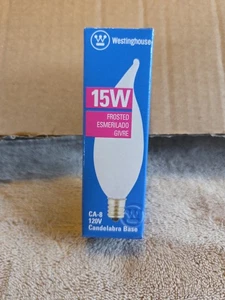 Westinghouse
15W
FROSTED
ESMERILADO
GIVRE
CA-8
120V
Candelabra Base